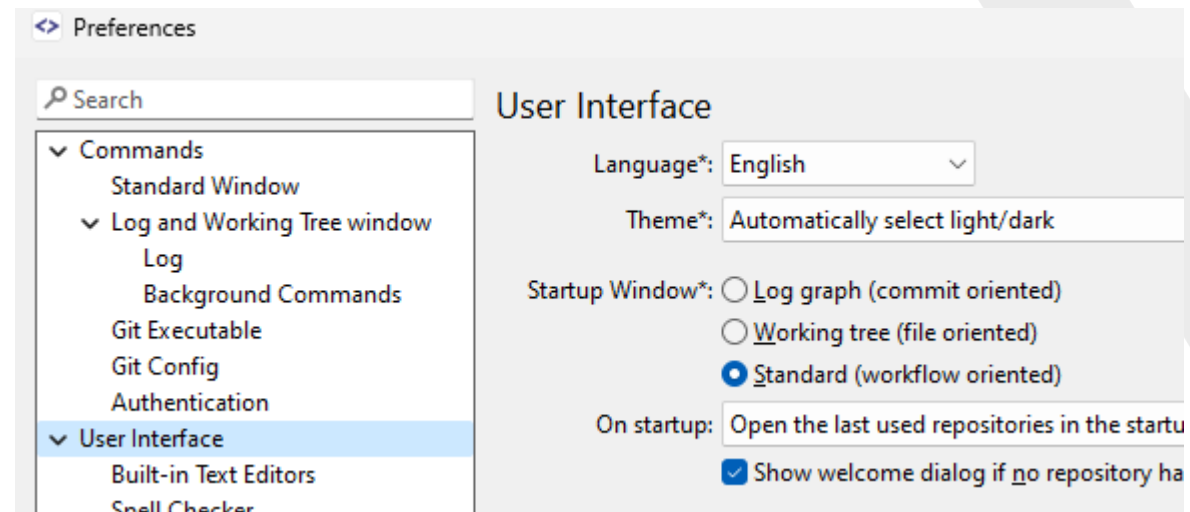 Preferences
Search
Commands
Standard Window
Log and Working Tree window
Log
Background Commands
Git Executable
Git Config
Authentication
User Interface
Built-in Text Editors
Spell Checker
User Interface
Language*: English
Theme*: Automatically select light/dark
Startup Window*: Log graph (commit oriented)
Working tree (file oriented)
Standard (workflow oriented)
On startup: Open the last used repositories in the startu
Show welcome dialog if no repository ha